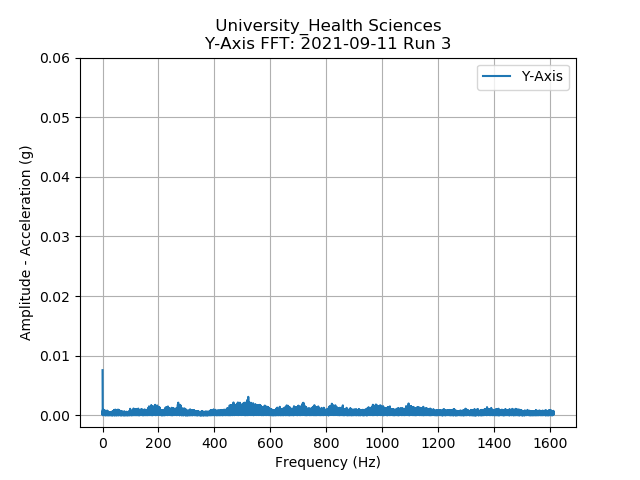 University_Health Sciences
Y-Axis FFT: 2021-09-11 Run 3
Y-Axis
0.06
0.05
0.04
0.03
0.02
0.01
0.00
Amplitude - Acceleration (g)
0 200 400 600 800 1000 1200 1400 1600
Frequency (Hz)